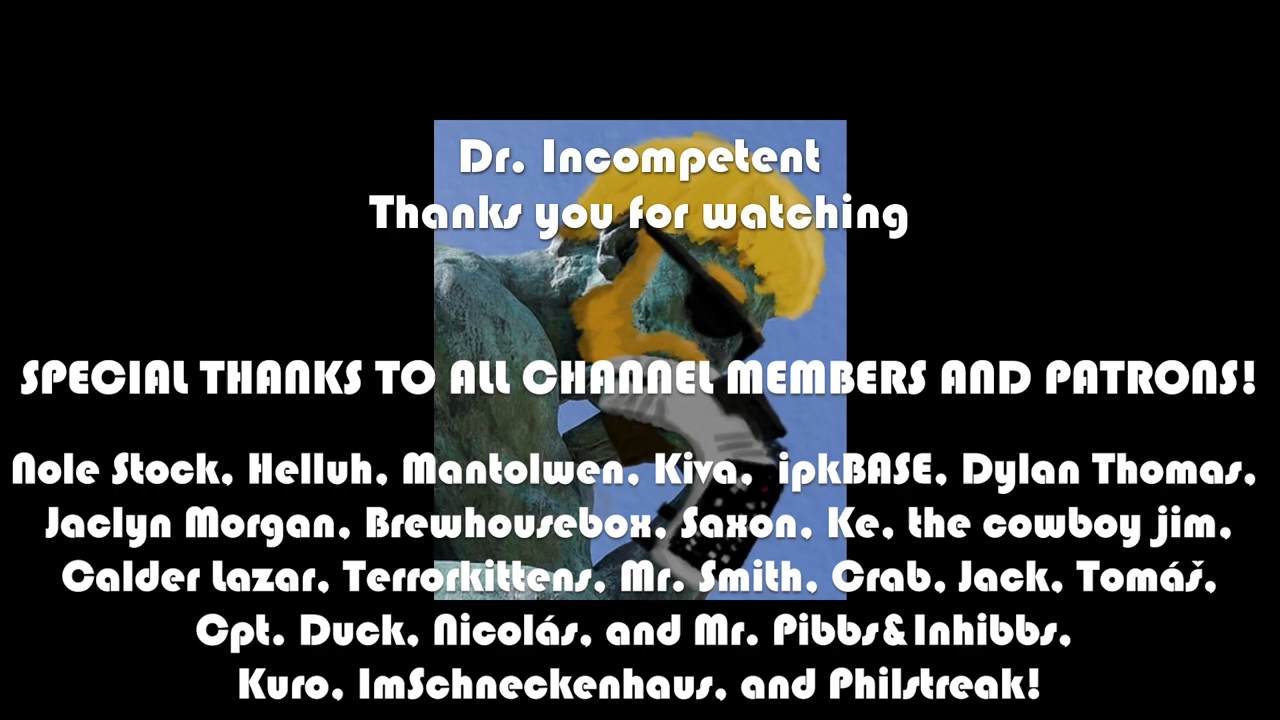 Dr. Incompetent
Thanks you for watching
SPECIAL THANKS TO ALL CHANNEL MEMBERS AND PATRONS!
Nole Stock, Helluh, Mantolwen, Kiva,  ipkBASE, Dylan Thomas,
Jaclyn Morgan, Brewhousebox, Saxon, Ke, the cowboy jim,
Calder Lazar, Terrorkittens, Mr. Smith, Crab, Jack, Tomáš,
Cpt. Duck, Nicolás, and Mr. Pibbs&Inhibbs,
Kuro, ImSchneckenhaus, and Philstreak!